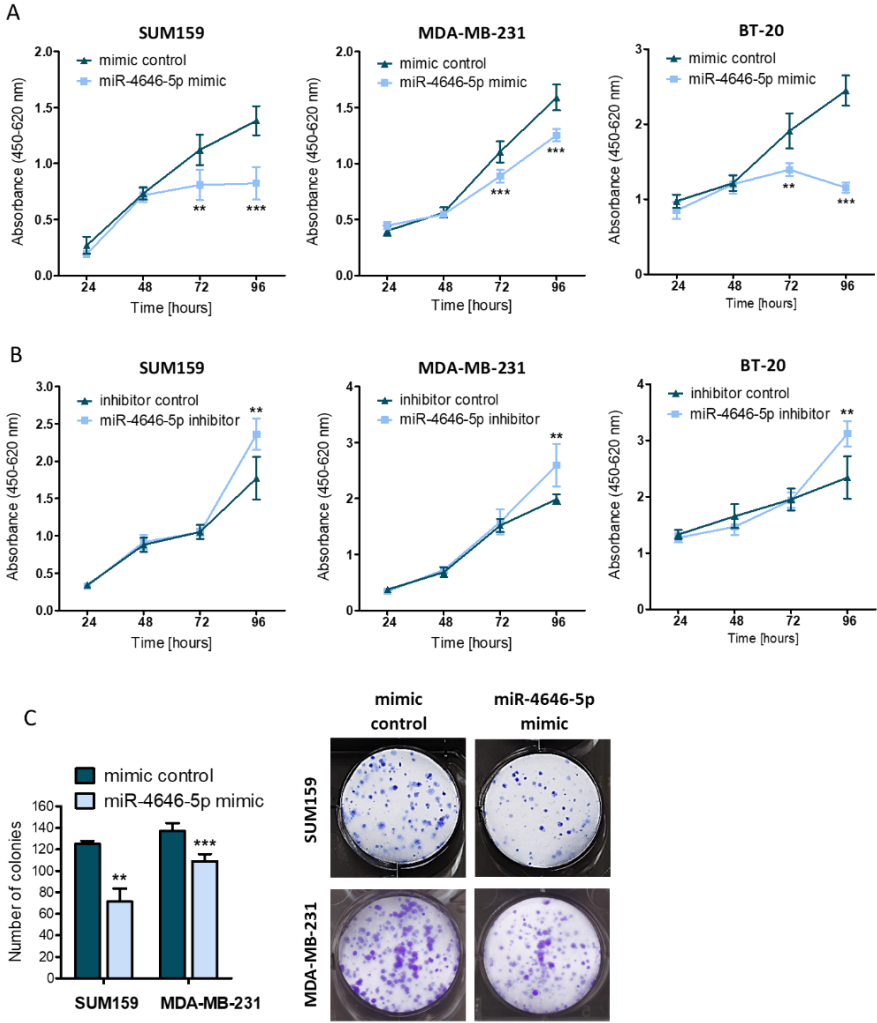 A
SUM159
MDA-MB-231
BT-20
mimic control
miR-4646-5p mimic
mimic control
miR-4646-5p mimic
mimic control
miR-4646-5p mimic
Absorbance (450-620 nm)
2.0
1.5
1.0
0.5
0.0
** ***
24 48 72 96
Time [hours]
Absorbance (450-620 nm)
2.0
1.5
1.0
0.5
0.0
*** ***
24 48 72 96
Time [hours]
Absorbance (450-620 nm)
3
2
1
0
** ***
24 48 72 96
Time [hours]
B
SUM159
MDA-MB-231
BT-20
inhibitor control
miR-4646-5p inhibitor
inhibitor control
miR-4646-5p inhibitor
inhibitor control
miR-4646-5p inhibitor
Absorbance (450-620 nm)
3.0
2.5
2.0
1.5
1.0
0.5
0.0
**
24 48 72 96
Time [hours]
Absorbance (450-620 nm)
4
3
2
1
0
**
24 48 72 96
Time [hours]
Absorbance (450-620 nm)
4
3
2
1
0
**
24 48 72 96
Time [hours]
C
mimic control
miR-4646-5p mimic
Number of colonies
160
140
120
100
80
60
40
20
0
** ***
SUM159 MDA-MB-231
mimic
control
miR-4646-5p
mimic
SUM159
MDA-MB-231